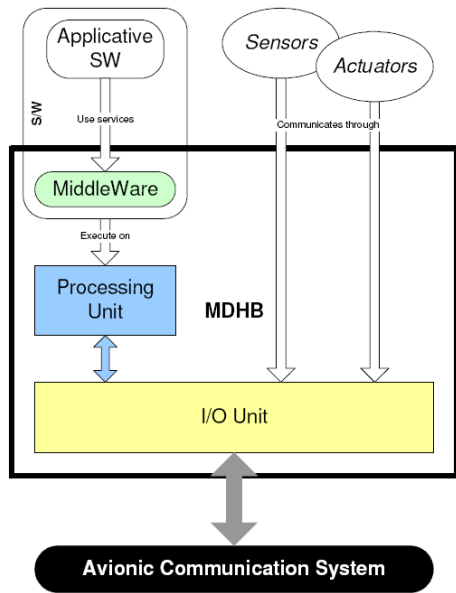 Applicative
SW
Sensors
Actuators
S/W
Use services
Communicates through
MiddleWare
Execute on
Processing
Unit
MDHB
I/O Unit
Avionic Communication System